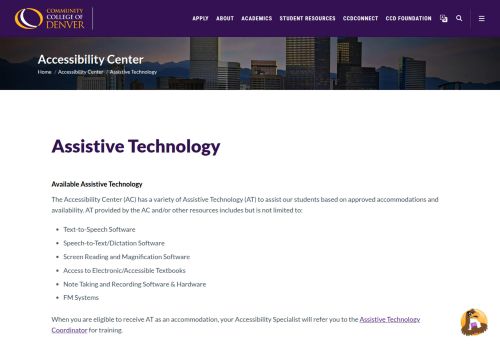 COMMUNITY
COLLEGE OF
DENVER
APPLY ABOUT ACADEMICS STUDENT RESOURCES CCDCONNECT CCD FOUNDATION
Accessibility Center
Home / Accessibility Center / Assistive Technology
Assistive Technology
Available Assistive Technology
The Accessibility Center (AC) has a variety of Assistive Technology (AT) to assist our students based on approved accommodations and
availability. AT provided by the AC and/or other resources includes but is not limited to:
• Text-to-Speech Software
• Speech-to-Text/Dictation Software
• Screen Reading and Magnification Software
• Access to Electronic/Accessible Textbooks
• Note Taking and Recording Software & Hardware
• FM Systems
When you are eligible to receive AT as an accommodation, your Accessibility Specialist will refer you to the Assistive Technology
Coordinator for training.